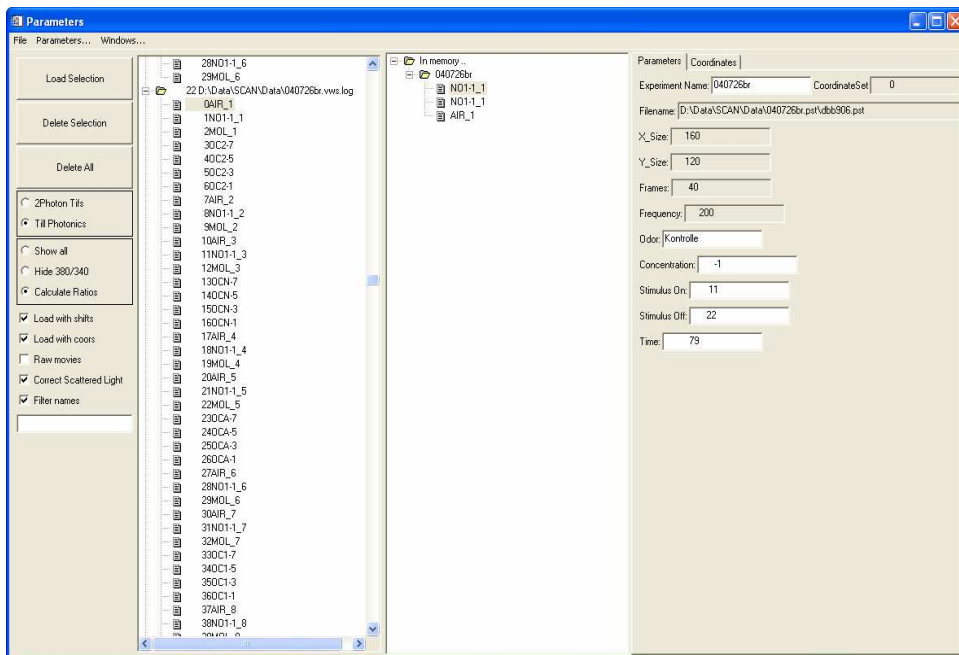 Parameters
File Parameters... Windows...
Load Selection
Delete Selection
Delete All
2Photon Tifs
Till Photonics
Show all
Hide 380/340
Calculate Ratios
Load with shifts
Load with coors
Raw movies
Correct Scattered Light
Filter names
28NO1-1_6
29MOL_6
22 D:\Data\SCAN\Data\040726br.vws.log
0AIR_1
1NO1-1_1
2MOL_1
3OC2-7
4OC2-5
5OC2-3
6OC2-1
7AIR_2
8NO1-1_2
9MOL_2
10AIR_3
11NO1-1_3
12MOL_3
13OCN-7
14OCN-5
15OCN-3
16OCN-1
17AIR_4
18NO1-1_4
19MOL_4
20AIR_5
21NO1-1_5
22MOL_5
23OCA-7
24OCA-5
25OCA-3
26OCA-1
27AIR_6
28NO1-1_6
29MOL_6
30AIR_7
31NO1-1_7
32MOL_7
33OC1-7
34OC1-5
35OC1-3
36OC1-1
37AIR_8
38NO1-1_8
In memory ..
040726br
NO1-1_1
NO1-1_1
AIR_1
Parameters Coordinates
Experiment Name: 040726br CoordinateSet 0
Filename: D:\Data\SCAN\Data\040726br.pst\dbb906.pst
X_Size: 160
Y_Size: 120
Frames: 40
Frequency: 200
Odor: Kontrolle
Concentration: -1
Stimulus On: 11
Stimulus Off: 22
Time: 79